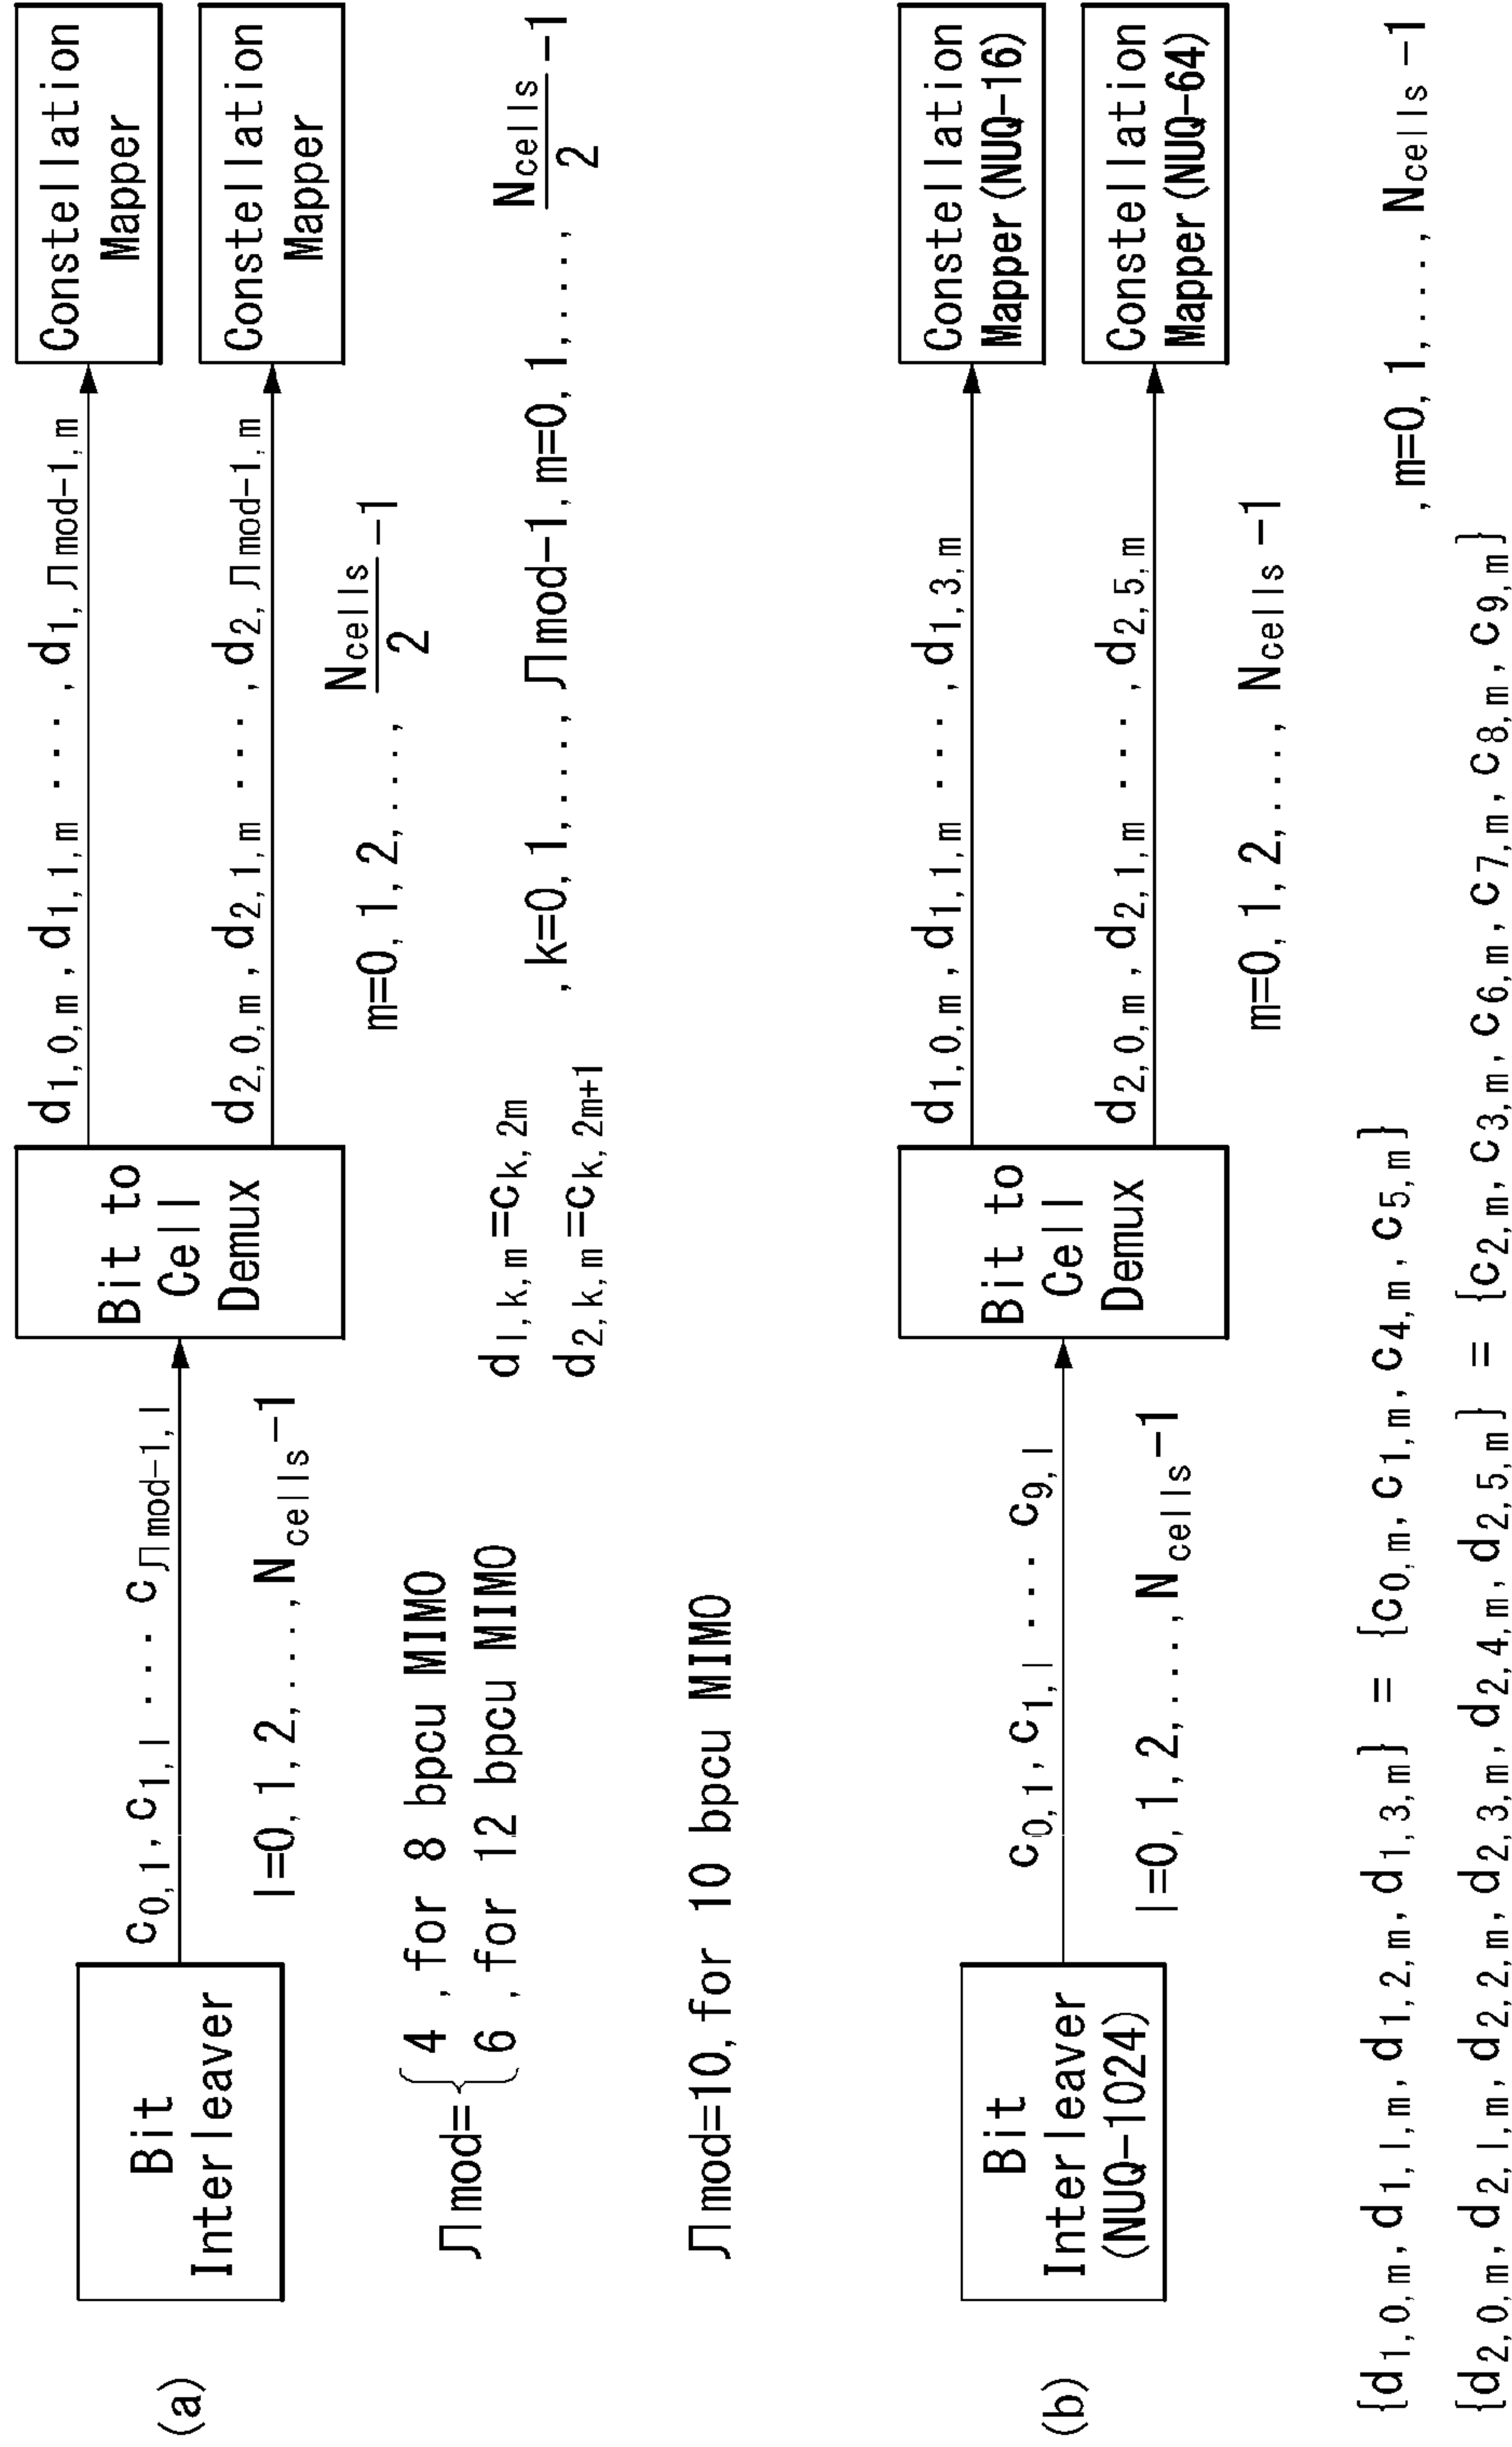 (a)
Bit
Interleaver
c0,1,c1,l ··· cJ7mod-1,l
l=0,1,2,...,Ncells-1
Bit to
Cell
Demux
d1,0,m,d1,1,m ···,d1,J7mod-1,m
d2,0,m,d2,1,m ···,d2,J7mod-1,m
m=0,1,2,....,Ncells/2-1
Constellation
Mapper
Constellation
Mapper
J7mod={4 ,for 8 bpcu MIMO
6 ,for 12 bpcu MIMO
dl,k,m=ck,2m
d2,k,m=ck,2m+1
,k=0,1,....,J7mod-1,m=0,1,....,Ncells/2-1
J7mod=10,for 10 bpcu MIMO
(b)
Bit
Interleaver
(NUQ-1024)
c0,1,c1,l ··· c9,l
l=0,1,2,....,Ncells-1
Bit to
Cell
Demux
d1,0,m,d1,1,m ···,d1,3,m
d2,0,m,d2,1,m ···,d2,5,m
m=0,1,2,....,Ncells-1
Constellation
Mapper(NUQ-16)
Constellation
Mapper(NUQ-64)
{d1,0,m,d1,l,m,d1,2,m,d1,3,m} = {c0,m,c1,m,c4,m,c5,m}
,m=0,1,....,Ncells-1
{d2,0,m,d2,l,m,d2,2,m,d2,3,m,d2,4,m,d2,5,m} = {c2,m,c3,m,c6,m,c7,m,c8,m,c9,m}